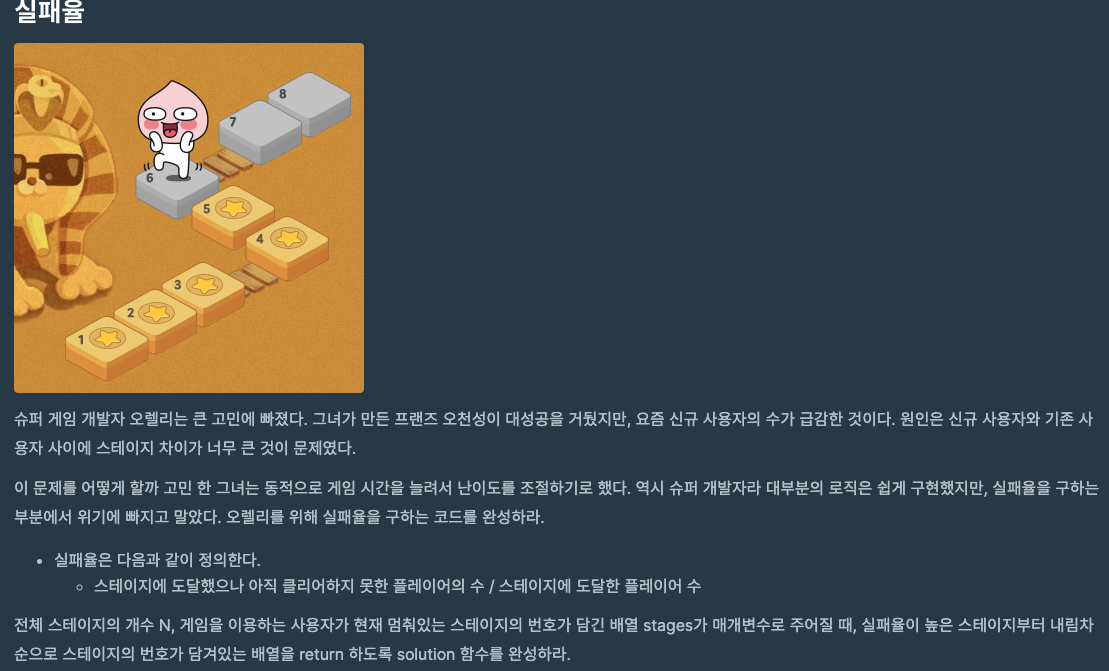 실패율
8
7
6
5
4
3
2
1
슈퍼 게임 개발자 오렐리는 큰 고민에 빠졌다. 그녀가 만든 프랜즈 오천성이 대성공을 거뒀지만, 요즘 신규 사용자의 수가 급감한 것이다. 원인은 신규 사용자와 기존 사
용자 사이에 스테이지 차이가 너무 큰 것이 문제였다.
이 문제를 어떻게 할까 고민 한 그녀는 동적으로 게임 시간을 늘려서 난이도를 조절하기로 했다. 역시 슈퍼 개발자라 대부분의 로직은 쉽게 구현했지만, 실패율을 구하는
부분에서 위기에 빠지고 말았다. 오렐리를 위해 실패율을 구하는 코드를 완성하라.
• 실패율은 다음과 같이 정의한다.
◦ 스테이지에 도달했으나 아직 클리어하지 못한 플레이어의 수 / 스테이지에 도달한 플레이어 수
전체 스테이지의 개수 N, 게임을 이용하는 사용자가 현재 멈춰있는 스테이지의 번호가 담긴 배열 stages가 매개변수로 주어질 때, 실패율이 높은 스테이지부터 내림차
순으로 스테이지의 번호가 담겨있는 배열을 return 하도록 solution 함수를 완성하라.